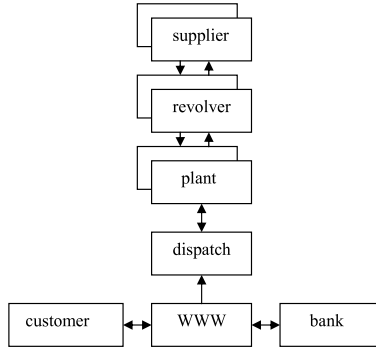 supplier
revolver
plant
dispatch
customer WWW bank